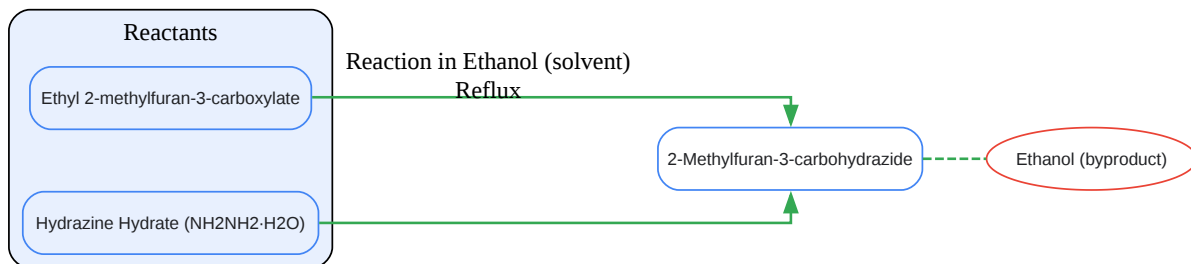 Reactants
Ethyl 2-methylfuran-3-carboxylate
Reaction in Ethanol (solvent)
Reflux
2-Methylfuran-3-carbohydrazide
Ethanol (byproduct)
Hydrazine Hydrate (NH2NH2·H2O)